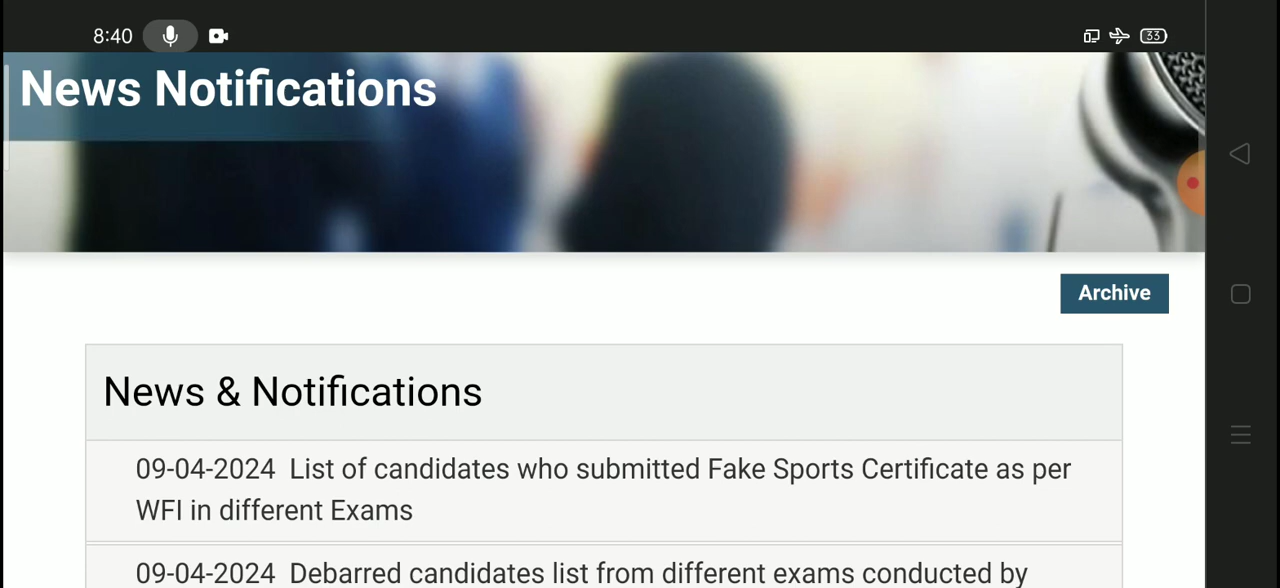 8:40
33
News Notifications
Archive
News & Notifications
09-04-2024 List of candidates who submitted Fake Sports Certificate as per
WFI in different Exams
09-04-2024 Debarred candidates list from different exams conducted by